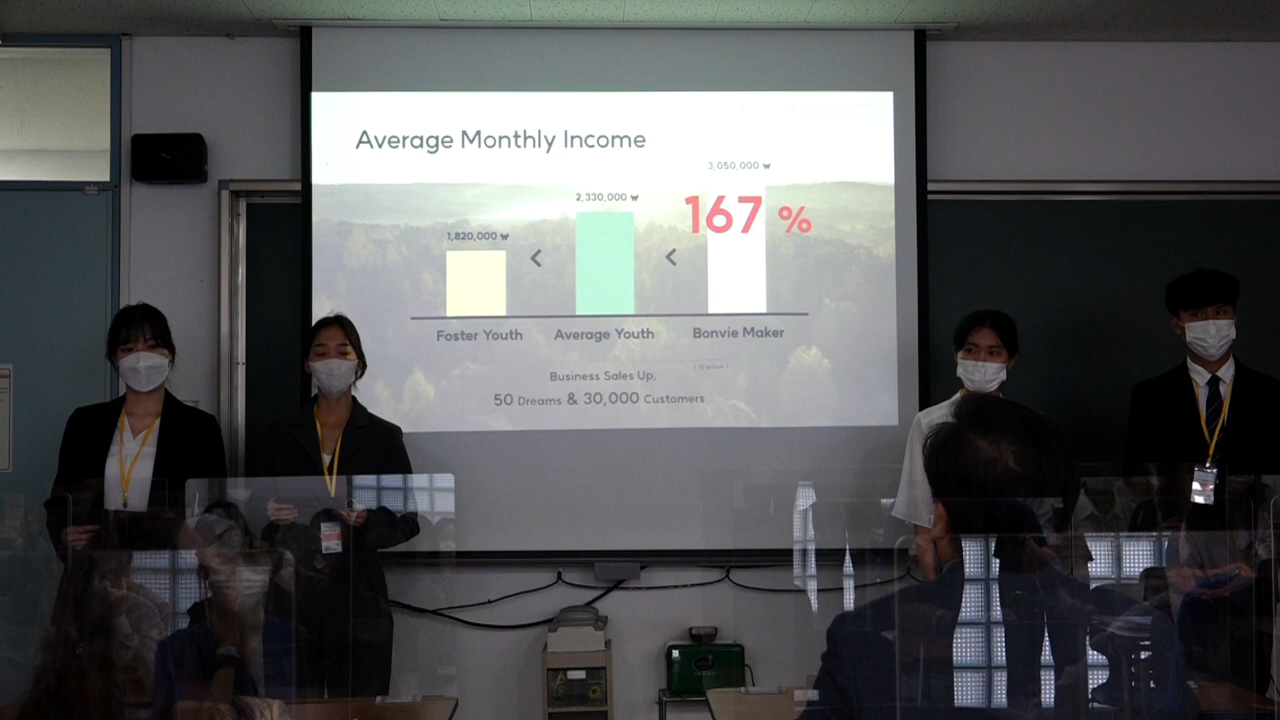 Average Monthly Income
3,050,000 ₩
2,330,000 ₩
167 %
1,820,000 ₩
< <
Foster Youth Average Youth Bonvie Maker
Business Sales Up,
50 Dreams & 30,000 Customers